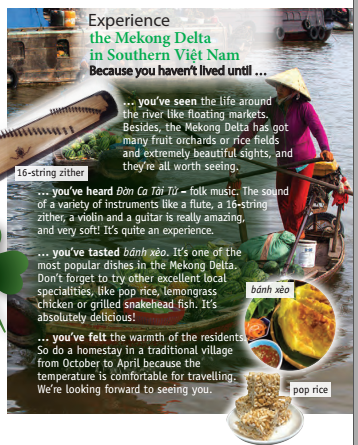 Experience
the Mekong Delta
in Southern Việt Nam
Because you haven't lived until ...
... you've seen the life around
the river like floating markets.
Besides, the Mekong Delta has got
many fruit orchards or rice fields
and extremely beautiful sights, and
they're all worth seeing.
16-string zither
... you've heard Đờn Ca Tài Tử – folk music. The sound
of a variety of instruments like a flute, a 16-string
zither, a violin and a guitar is really amazing,
and very soft! It's quite an experience.
... you've tasted bánh xèo. It's one of the
most popular dishes in the Mekong Delta.
Don't forget to try other excellent local
specialities, like pop rice, lemongrass
chicken or grilled snakehead fish. It's
absolutely delicious!
bánh xèo
... you've felt the warmth of the residents.
So do a homestay in a traditional village
from October to April because the
temperature is comfortable for travelling.
We're looking forward to seeing you.
pop rice